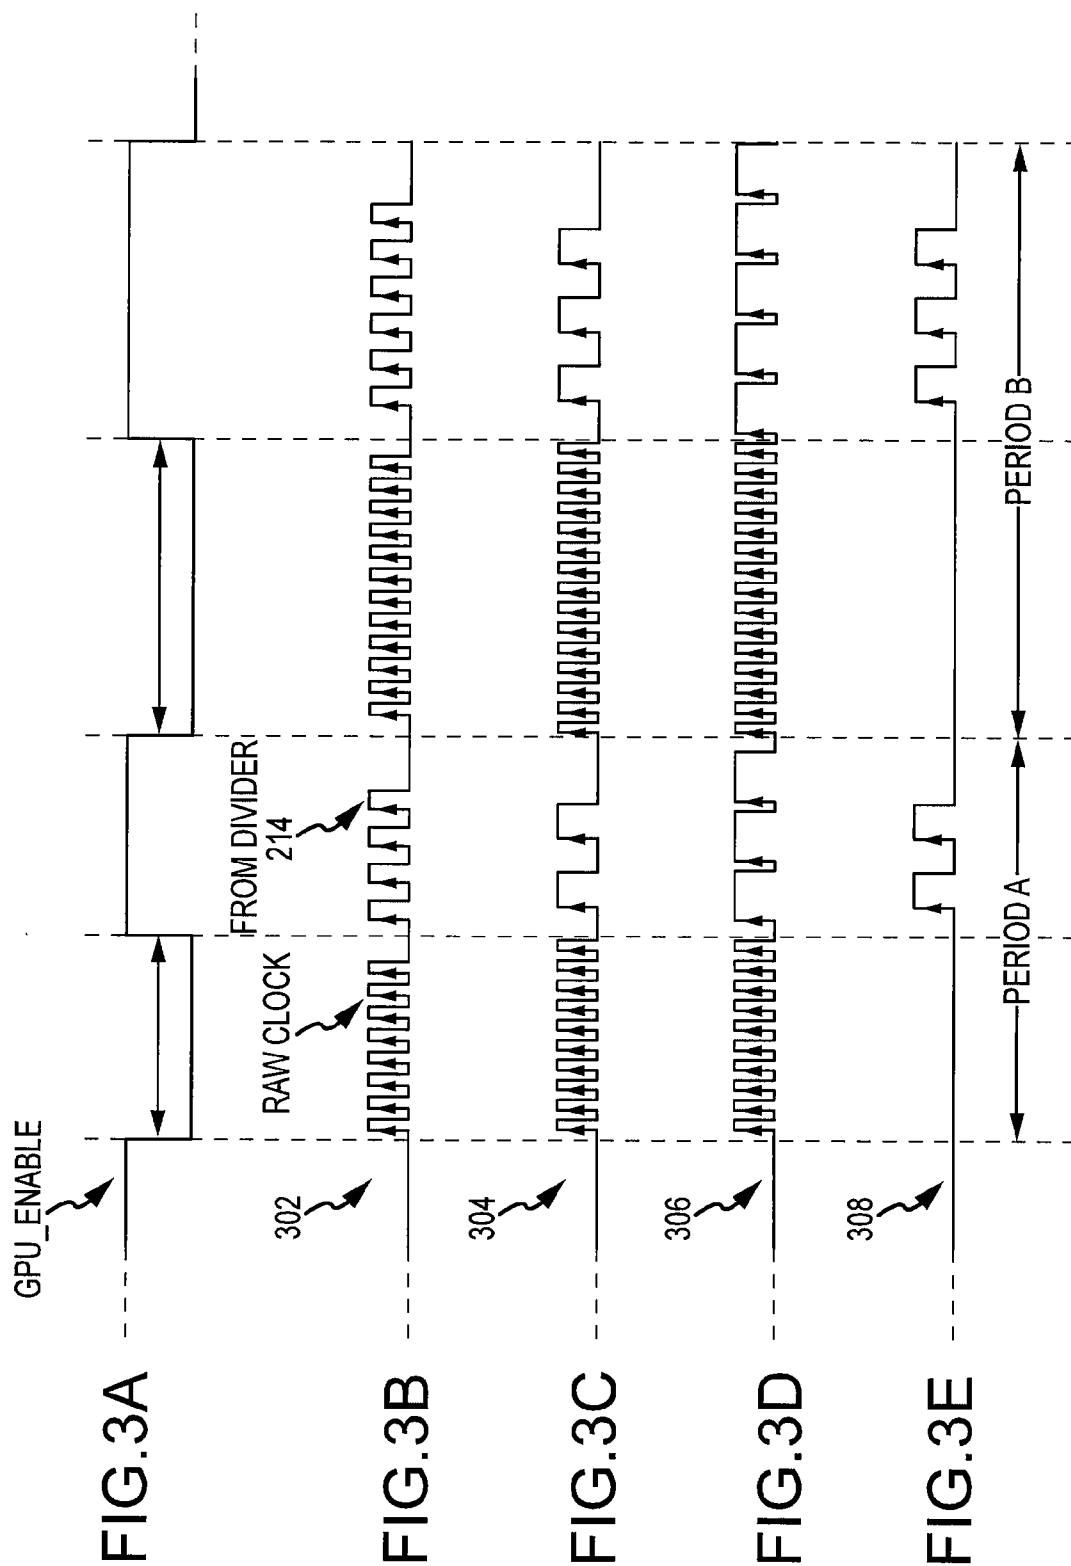 FIG.3A
GPU_ENABLE
FIG.3B
302
RAW CLOCK
FROM DIVIDER
214
FIG.3C
304
FIG.3D
306
FIG.3E
308
PERIOD A
PERIOD B